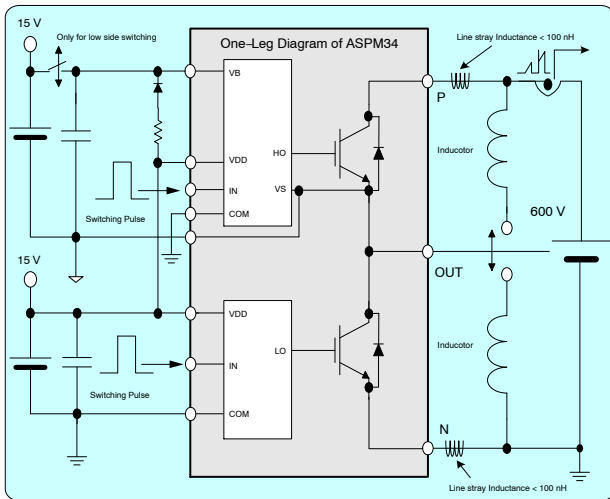 15 V
Only for low side switching
One-Leg Diagram of ASPM34
Line stray Inductance < 100 nH
VB
P
VDD
HO
IN
VS
COM
Switching Pulse
Inducotor
600 V
15 V
OUT
VDD
IN
LO
Switching Pulse
COM
Inducotor
N
Line stray Inductance < 100 nH